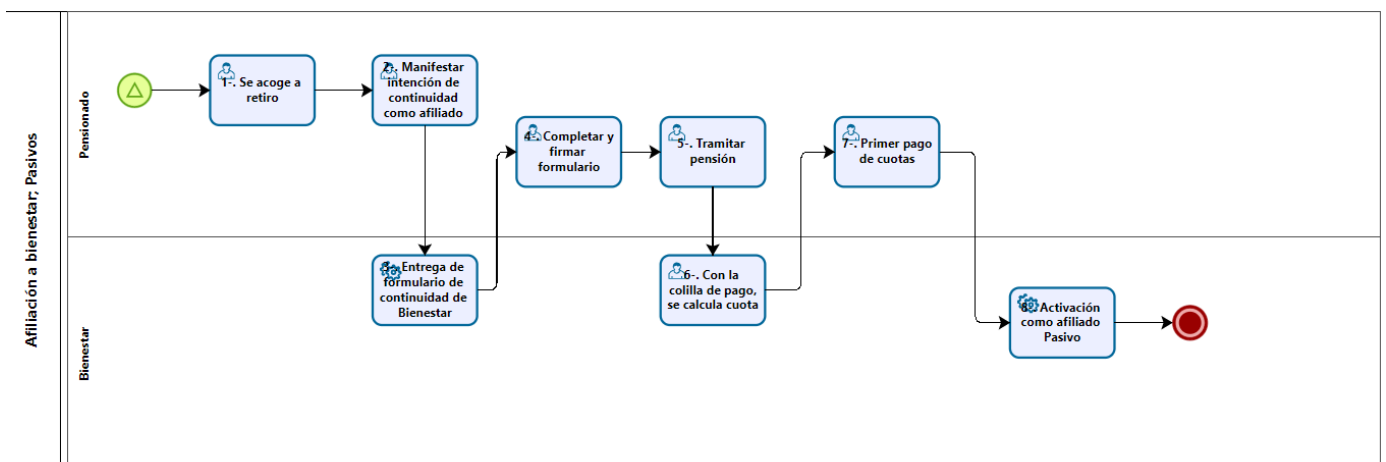 Afiliación a bienestar; Pasivos
Pensionado
1-. Se acoge a
retiro
2-. Manifestar
intención de
continuidad
como afiliado
4-. Completar y
firmar
formulario
5-. Tramitar
pensión
7-. Primer pago
de cuotas
Bienestar
3-. Entrega de
formulario de
continuidad de
Bienestar
6-. Con la
colilla de pago,
se calcula cuota
8-. Activación
como afiliado
Pasivo